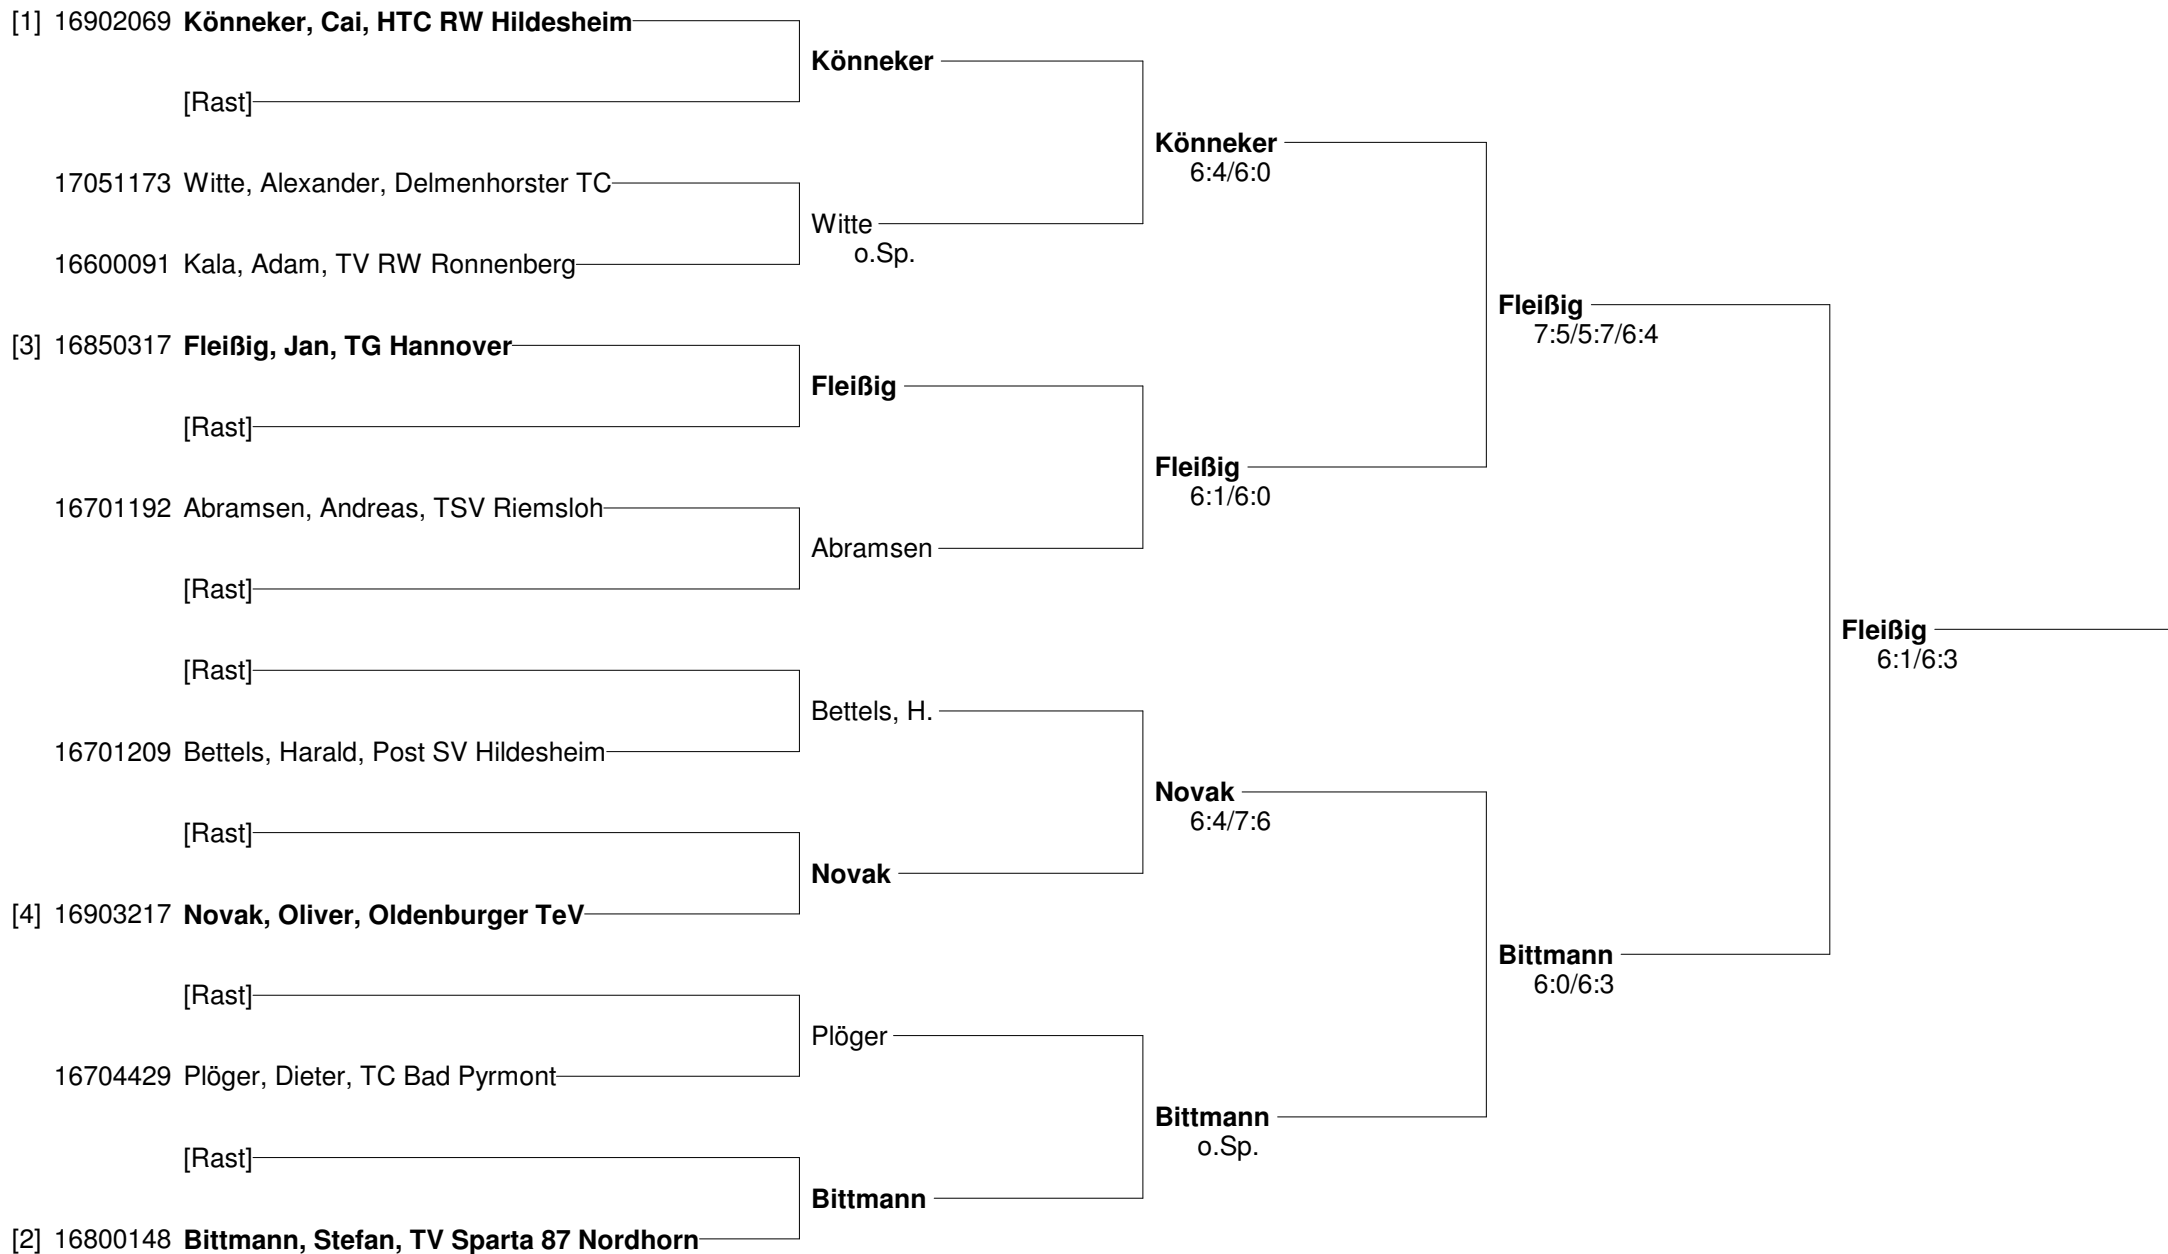 [1] 16902069 Könneker, Cai, HTC RW Hildesheim
Könneker
[Rast]
Könneker
6:4/6:0
17051173 Witte, Alexander, Delmenhorster TC
Witte
o.Sp.
16600091 Kala, Adam, TV RW Ronnenberg
Fleißig
7:5/5:7/6:4
[3] 16850317 Fleißig, Jan, TG Hannover
Fleißig
[Rast]
Fleißig
6:1/6:0
16701192 Abramsen, Andreas, TSV Riemsloh
Abramsen
[Rast]
Fleißig
6:1/6:3
[Rast]
Bettels, H.
16701209 Bettels, Harald, Post SV Hildesheim
Novak
6:4/7:6
[Rast]
Novak
[4] 16903217 Novak, Oliver, Oldenburger TeV
Bittmann
6:0/6:3
[Rast]
Plöger
16704429 Plöger, Dieter, TC Bad Pyrmont
Bittmann
o.Sp.
[Rast]
Bittmann
[2] 16800148 Bittmann, Stefan, TV Sparta 87 Nordhorn